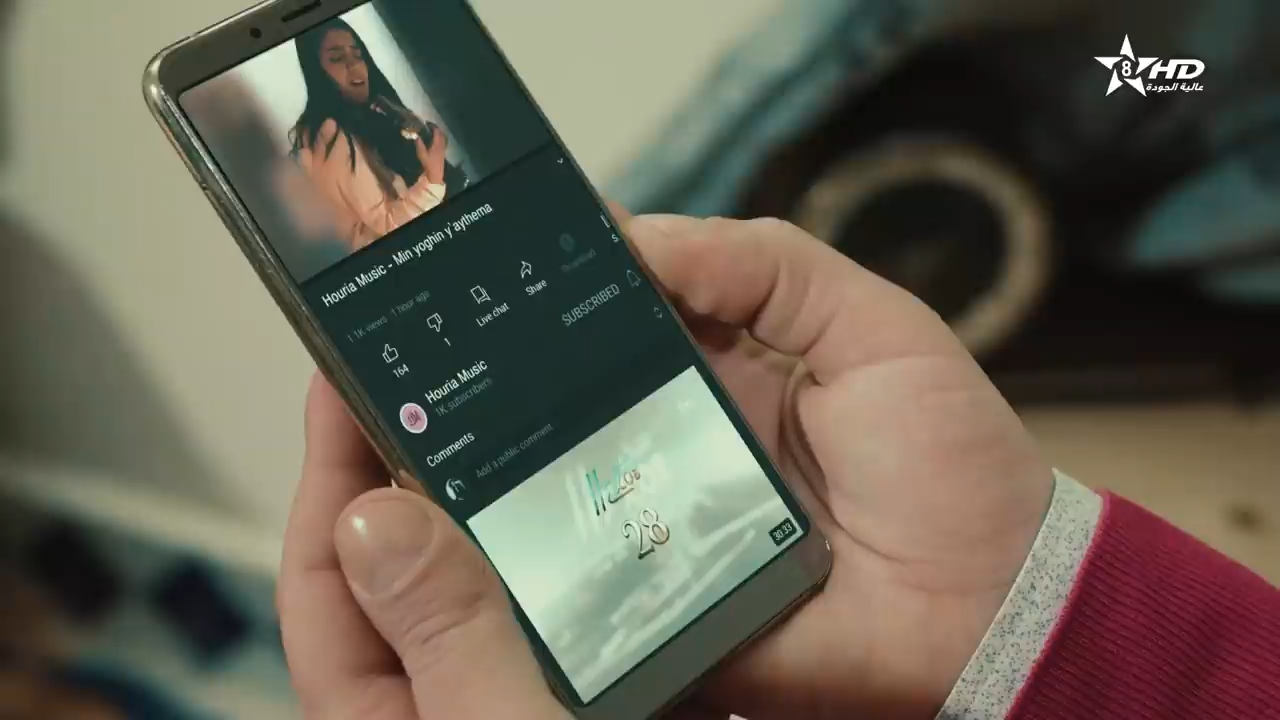 8 HD
عالية الجودة
Houria Music - Min yoghin y'aythema
1.1K views · 1 hour ago
164
1
Live chat
Share
Houria Music
1K subscribers
SUBSCRIBED
Comments
Add a public comment
28
30:33